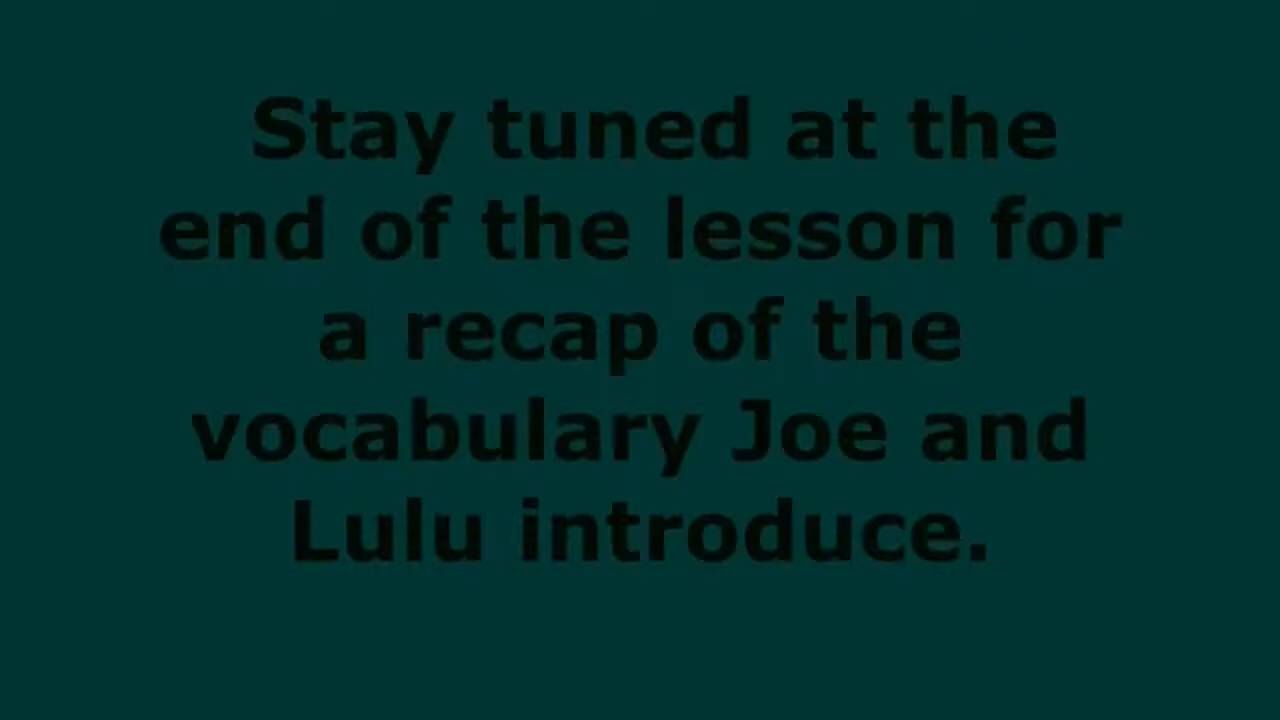 Stay tuned at the
end of the lesson for
a recap of the
vocabulary Joe and
Lulu introduce.